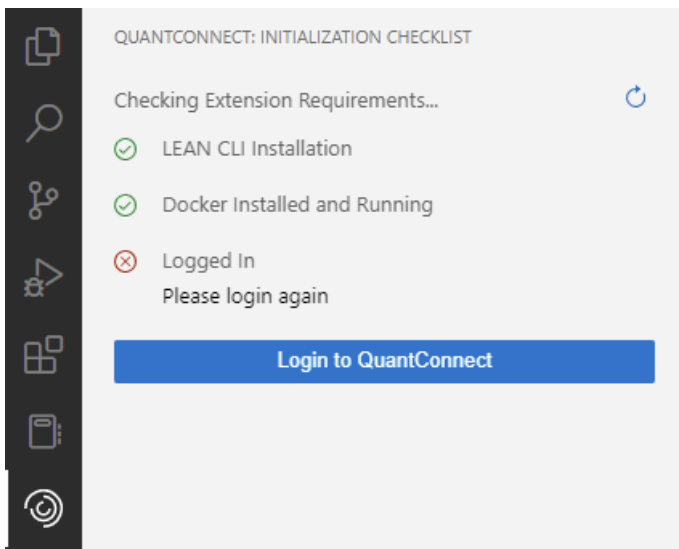 QUANTCONNECT: INITIALIZATION CHECKLIST
Checking Extension Requirements...
LEAN CLI Installation
Docker Installed and Running
Logged In
Please login again
Login to QuantConnect